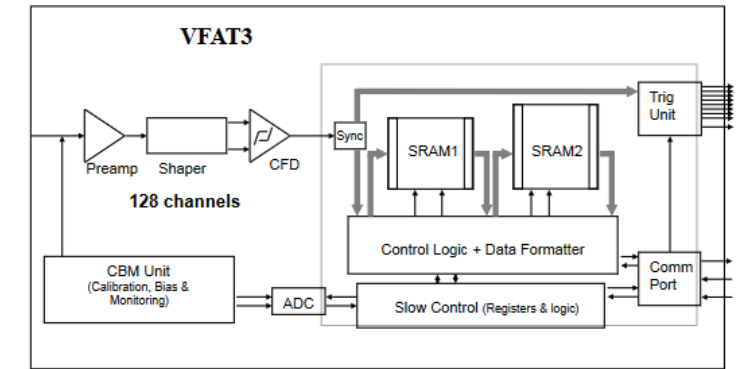 VFAT3
Trig
Unit
Sync
SRAM1
SRAM2
Preamp
Shaper
CFD
128 channels
Control Logic + Data Formatter
CBM Unit
(Calibration, Bias &
Monitoring)
ADC
Slow Control (Registers & logic)
Comm
Port